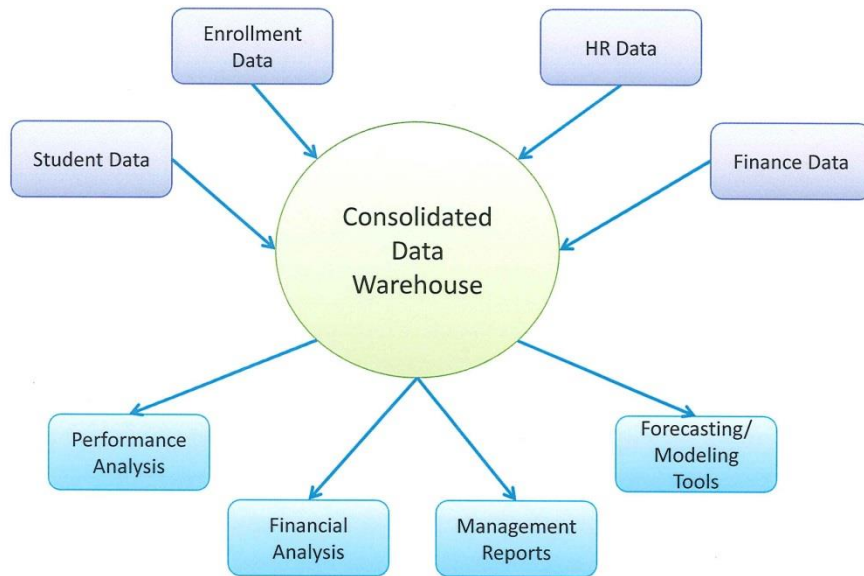 Enrollment
Data
HR Data
Student Data
Finance Data
Consolidated
Data
Warehouse
Performance
Analysis
Forecasting/
Modeling
Tools
Financial
Analysis
Management
Reports